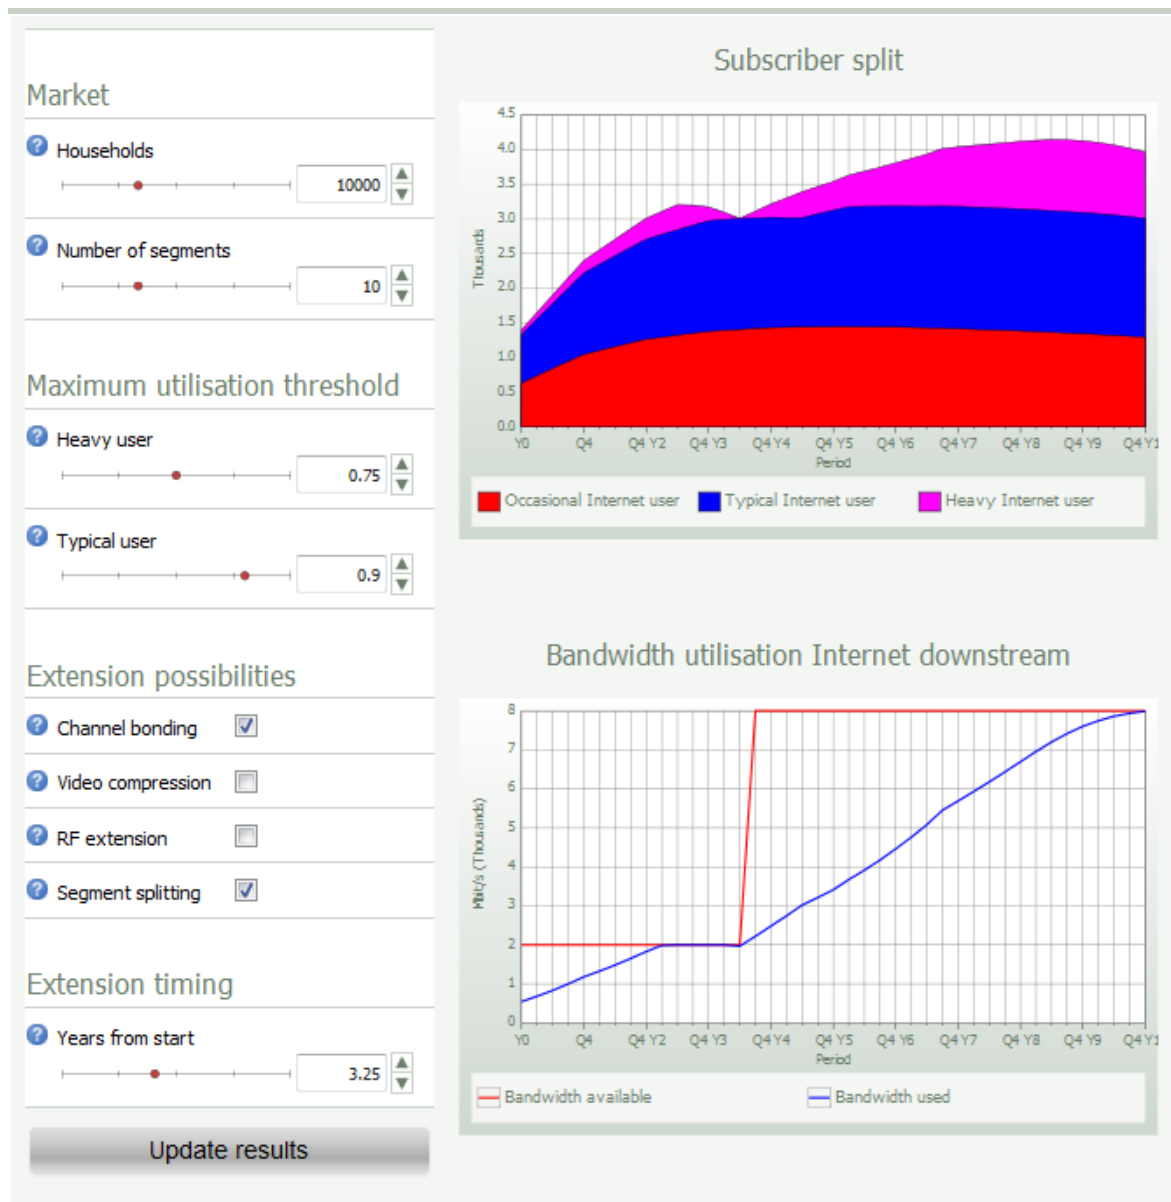 Market
? Households
10000
? Number of segments
10
Maximum utilisation threshold
? Heavy user
0.75
? Typical user
0.9
Extension possibilities
? Channel bonding
? Video compression
? RF extension
? Segment splitting
Extension timing
? Years from start
3.25
Update results
Subscriber split
4.5
4.0
3.5
3.0
2.5
2.0
1.5
1.0
0.5
0.0
Thousands
Y0 Q4 Q4 Y2 Q4 Y3 Q4 Y4 Q4 Y5 Q4 Y6 Q4 Y7 Q4 Y8 Q4 Y9 Q4 Y1
Period
Occasional Internet user Typical Internet user Heavy Internet user
Bandwidth utilisation Internet downstream
8
7
6
5
4
3
2
1
0
Mbit/s (Thousands)
Y0 Q4 Q4 Y2 Q4 Y3 Q4 Y4 Q4 Y5 Q4 Y6 Q4 Y7 Q4 Y8 Q4 Y9 Q4 Y1
Period
Bandwidth available Bandwidth used